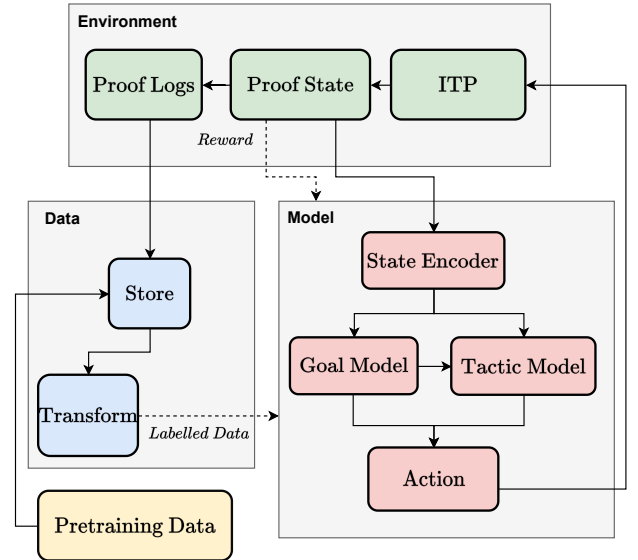 Environment
Proof Logs
Proof State
ITP
Reward
Data
Model
State Encoder
Store
Goal Model
Tactic Model
Transform
Labelled Data
Action
Pretraining Data